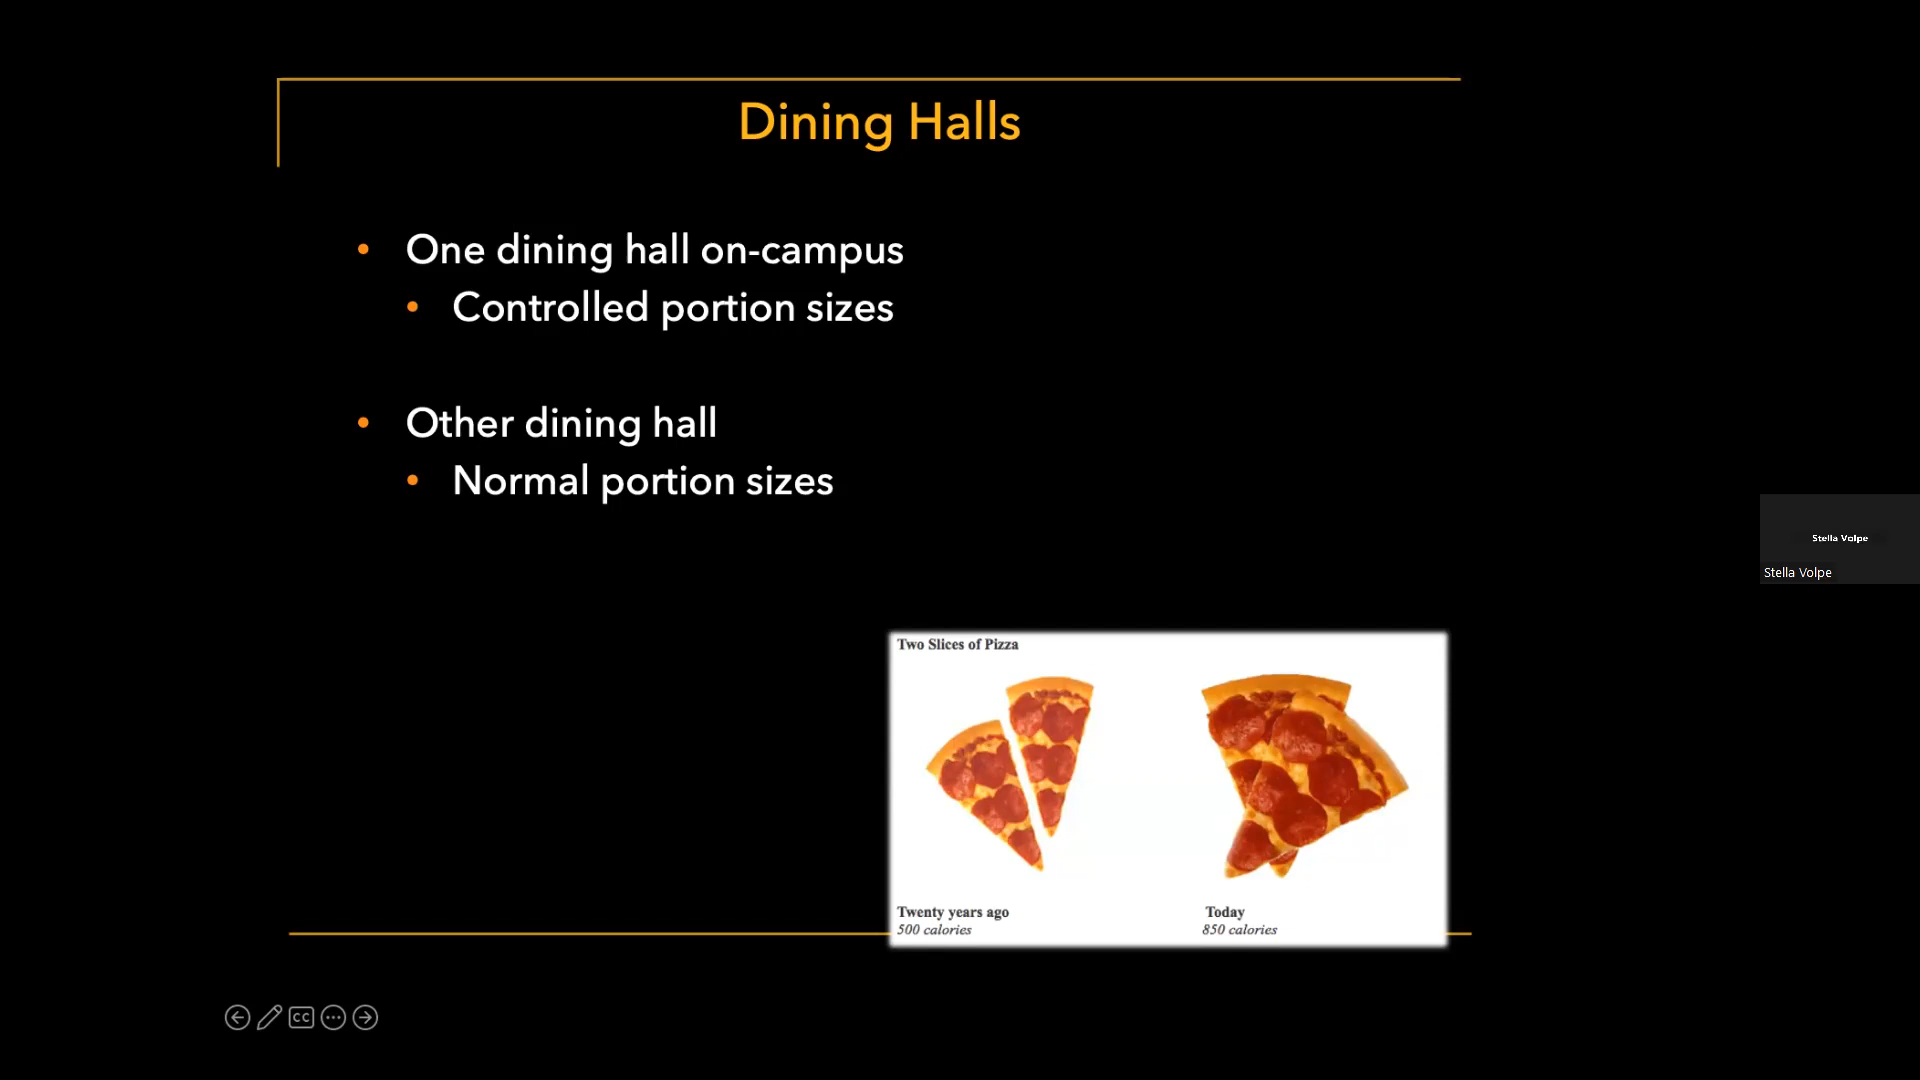 Dining Halls
• One dining hall on-campus
• Controlled portion sizes
• Other dining hall
• Normal portion sizes
Stella Volpe
Stella Volpe
Two Slices of Pizza
Twenty years ago
500 calories
Today
850 calories
CC